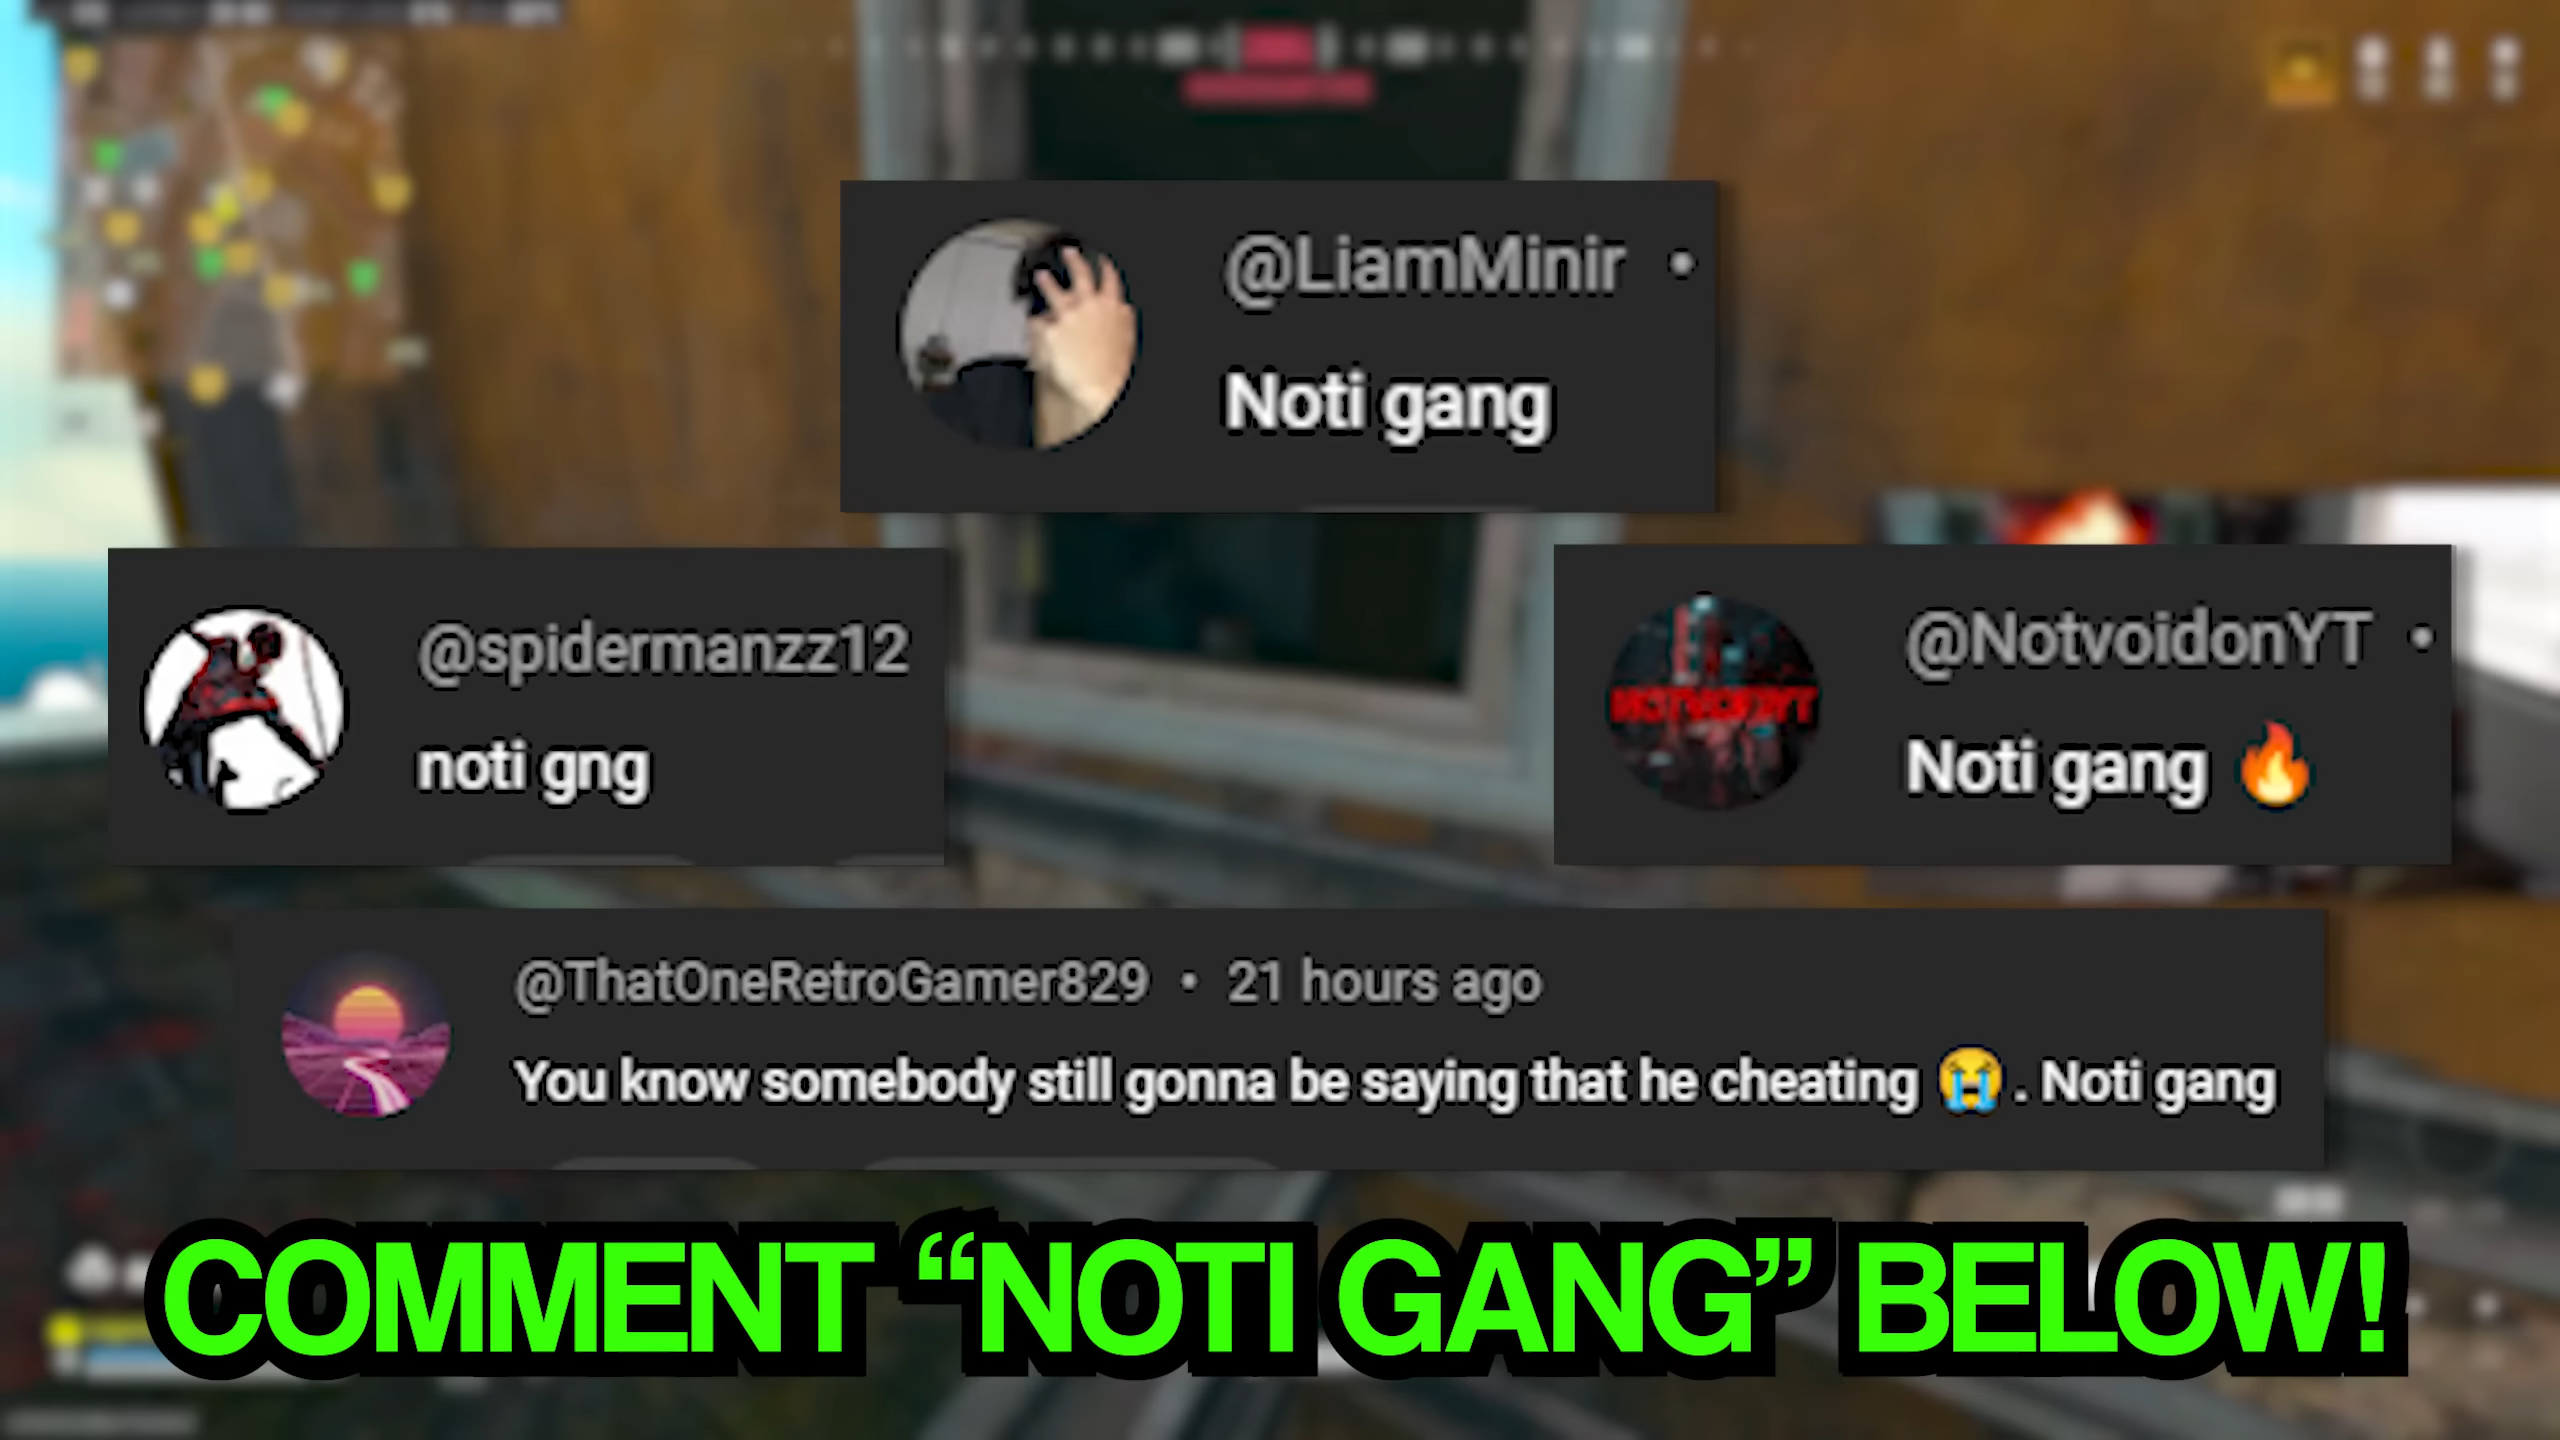 @LiamMinir •
Noti gang
@spidermanzz12
noti gng
@NotvoidonYT •
Noti gang 🔥
@ThatOneRetroGamer829 • 21 hours ago
You know somebody still gonna be saying that he cheating 😭. Noti gang
COMMENT “NOTI GANG” BELOW!